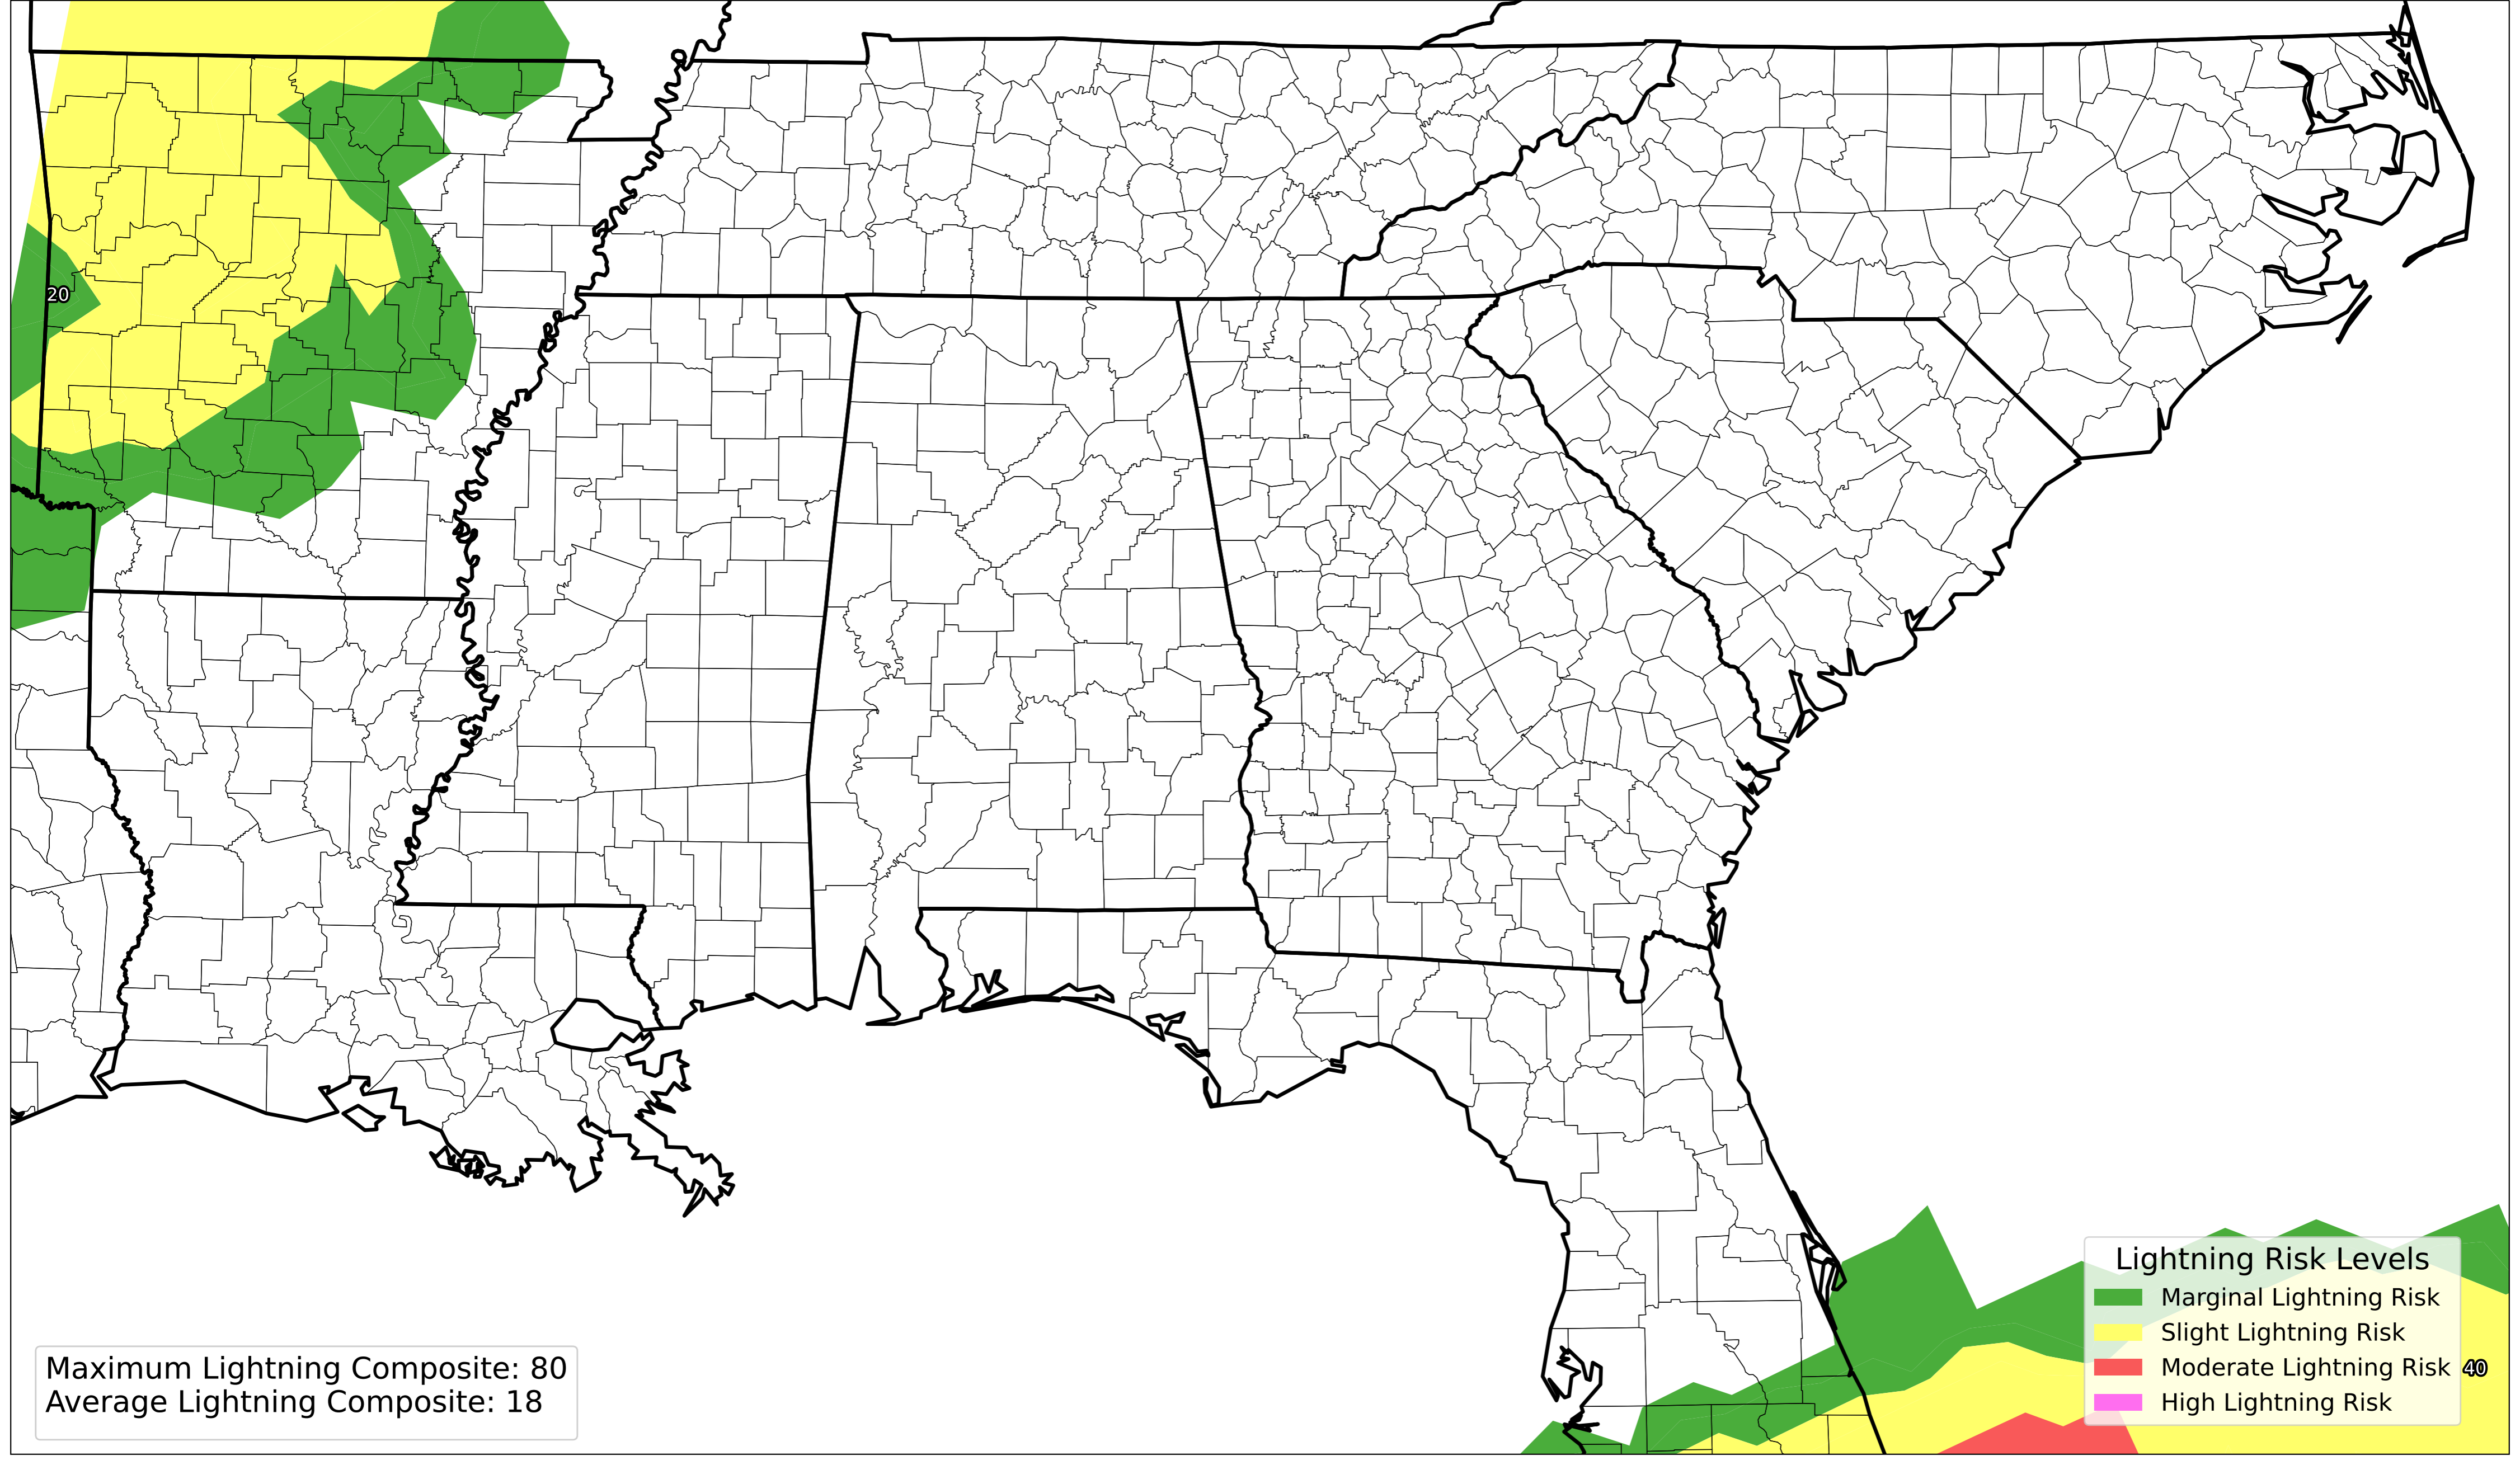 20
Lightning Risk Levels
Marginal Lightning Risk
Slight Lightning Risk
Moderate Lightning Risk
40
High Lightning Risk
Maximum Lightning Composite: 80
Average Lightning Composite: 18